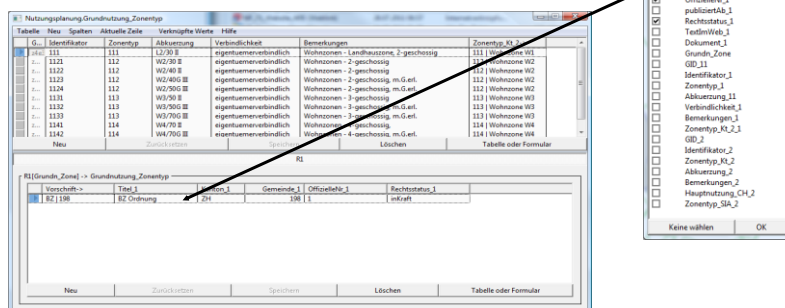 Nutzungsplanung.Grundnutzung_Zonentyp
Tabelle Neu Spalten Aktuelle Zeile Verknüpfte Werte Hilfe
G... Identifikator Zonentyp Abkuerzung Verbindlichkeit Bemerkungen Zonentyp_Kt_2
111 111 L2/30 II eigentuemerverbindlich Wohnzonen - Landhauszone, 2-geschossig 111 | Wohnzone W1
z... 1121 112 W2/30 II eigentuemerverbindlich Wohnzonen - 2-geschossig 112 | Wohnzone W2
z... 1122 112 W2/40 II eigentuemerverbindlich Wohnzonen - 2-geschossig 112 | Wohnzone W2
z... 1123 112 W2/40G III eigentuemerverbindlich Wohnzonen - 2-geschossig, m.G.erl. 112 | Wohnzone W2
z... 1124 112 W2/50G III eigentuemerverbindlich Wohnzonen - 2-geschossig, m.G.erl. 112 | Wohnzone W2
z... 1131 113 W3/50 II eigentuemerverbindlich Wohnzonen - 3-geschossig 113 | Wohnzone W3
z... 1132 113 W3/50G III eigentuemerverbindlich Wohnzonen - 3-geschossig, m.G.erl. 113 | Wohnzone W3
z... 1133 113 W3/70G III eigentuemerverbindlich Wohnzonen - 3-geschossig, m.G.erl. 113 | Wohnzone W3
z... 1141 114 W4/70 II eigentuemerverbindlich Wohnzonen - 4-geschossig, 114 | Wohnzone W4
z... 1142 114 W4/70G III eigentuemerverbindlich Wohnzonen - 4-geschossig, m.G.erl. 114 | Wohnzone W4
Neu Zurücksetzen Speichern Löschen Tabelle oder Formular
R1
R1[Grundn_Zone] -> Grundnutzung_Zonentyp
Vorschrift-> Titel_1 Kanton_1 Gemeinde_1 OffizielleNr_1 Rechtsstatus_1
BZ | 198 BZ Ordnung ZH 198 1 inKraft
Neu Zurücksetzen Speichern Löschen Tabelle oder Formular
OffizielleNr_1
publiziertAb_1
Rechtsstatus_1
TextImWeb_1
Dokument_1
Grundn_Zone
GID_11
Identifikator_1
Zonentyp_1
Abkuerzung_11
Verbindlichkeit_1
Bemerkungen_1
Zonentyp_Kt_2_1
GID_2
Identifikator_2
Zonentyp_Kt_2
Abkuerzung_2
Bemerkungen_2
Hauptnutzung_CH_2
Zonentyp_SIA_2
Keine wählen OK